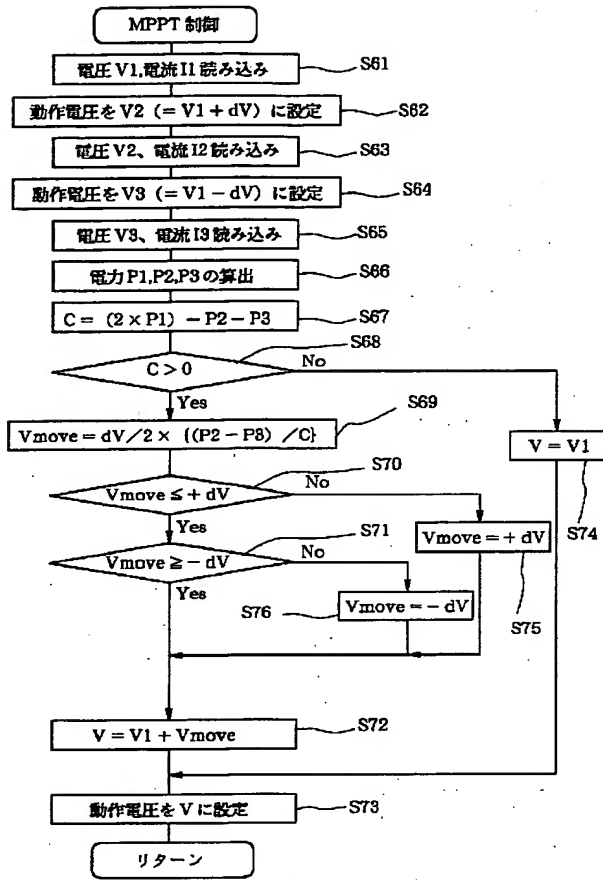 MPPT 制御
電圧 V1,電流 I1 読み込み
S61
動作電圧を V2 (= V1 + dV) に設定
S62
電圧 V2、電流 I2 読み込み
S63
動作電圧を V3 (= V1 − dV) に設定
S64
電圧 V3、電流 I3 読み込み
S65
電力 P1,P2,P3 の算出
S66
C = (2 × P1) − P2 − P3
S67
S68
C > 0
No
Yes
S69
Vmove = dV／2 × {(P2 − P3) ／C}
V = V1
S74
S70
Vmove ≦ + dV
No
Yes
S71
Vmove = + dV
S75
Vmove ≧ − dV
No
Yes
S76
Vmove = − dV
S72
V = V1 + Vmove
動作電圧を V に設定
S73
リターン